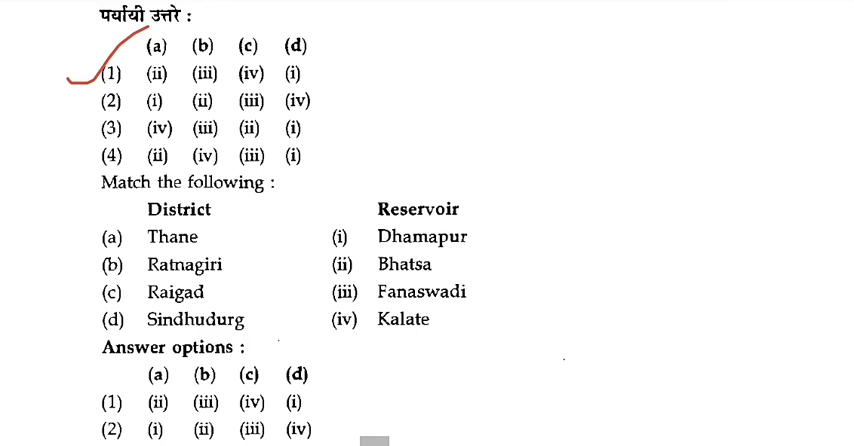 पर्यायी उत्तरे :
(a) (b) (c) (d)
(1) (ii) (iii) (iv) (i)
(2) (i) (ii) (iii) (iv)
(3) (iv) (iii) (ii) (i)
(4) (ii) (iv) (iii) (i)
Match the following :
District Reservoir
(a) Thane (i) Dhamapur
(b) Ratnagiri (ii) Bhatsa
(c) Raigad (iii) Fanaswadi
(d) Sindhudurg (iv) Kalate
Answer options :
(a) (b) (c) (d)
(1) (ii) (iii) (iv) (i)
(2) (i) (ii) (iii) (iv)